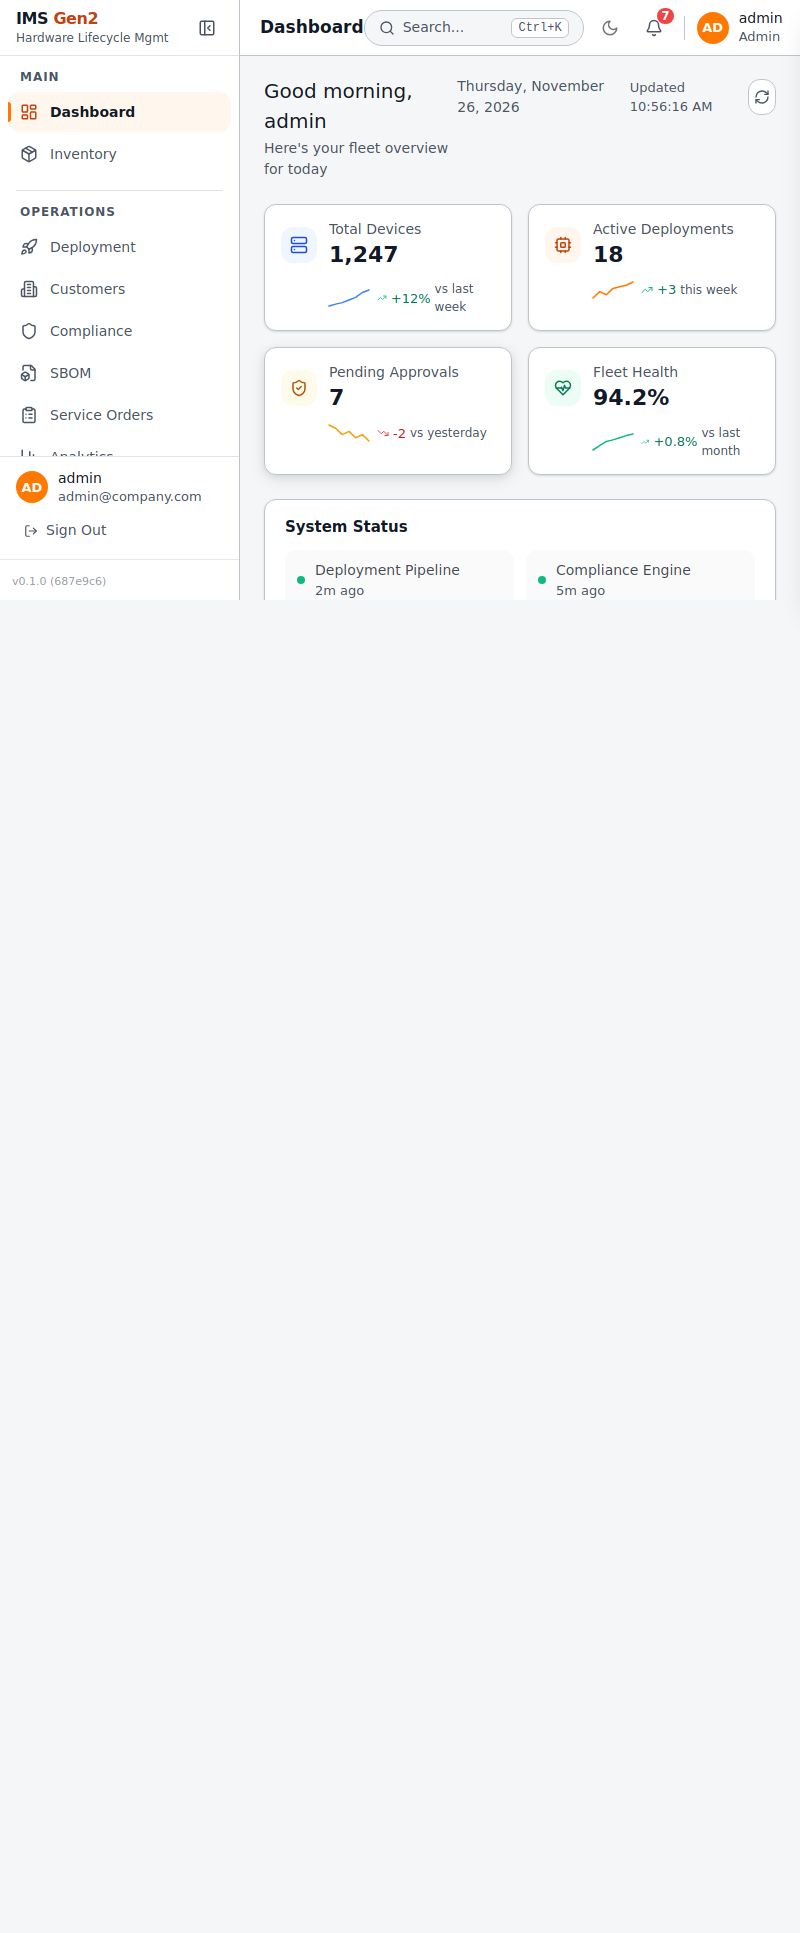 IMS Gen2
Hardware Lifecycle Mgmt
MAIN
Dashboard
Inventory
OPERATIONS
Deployment
Customers
Compliance
SBOM
Service Orders
Analytics
AD
admin
admin@company.com
Sign Out
v0.1.0 (687e9c6)
Dashboard
Search...
Ctrl+K
7
AD
admin
Admin
Good morning,
admin
Here's your fleet overview
for today
Thursday, November
26, 2026
Updated
10:56:16 AM
Total Devices
1,247
+12% vs last
week
Active Deployments
18
+3 this week
Pending Approvals
7
-2 vs yesterday
Fleet Health
94.2%
+0.8% vs last
month
System Status
Deployment Pipeline
2m ago
Compliance Engine
5m ago